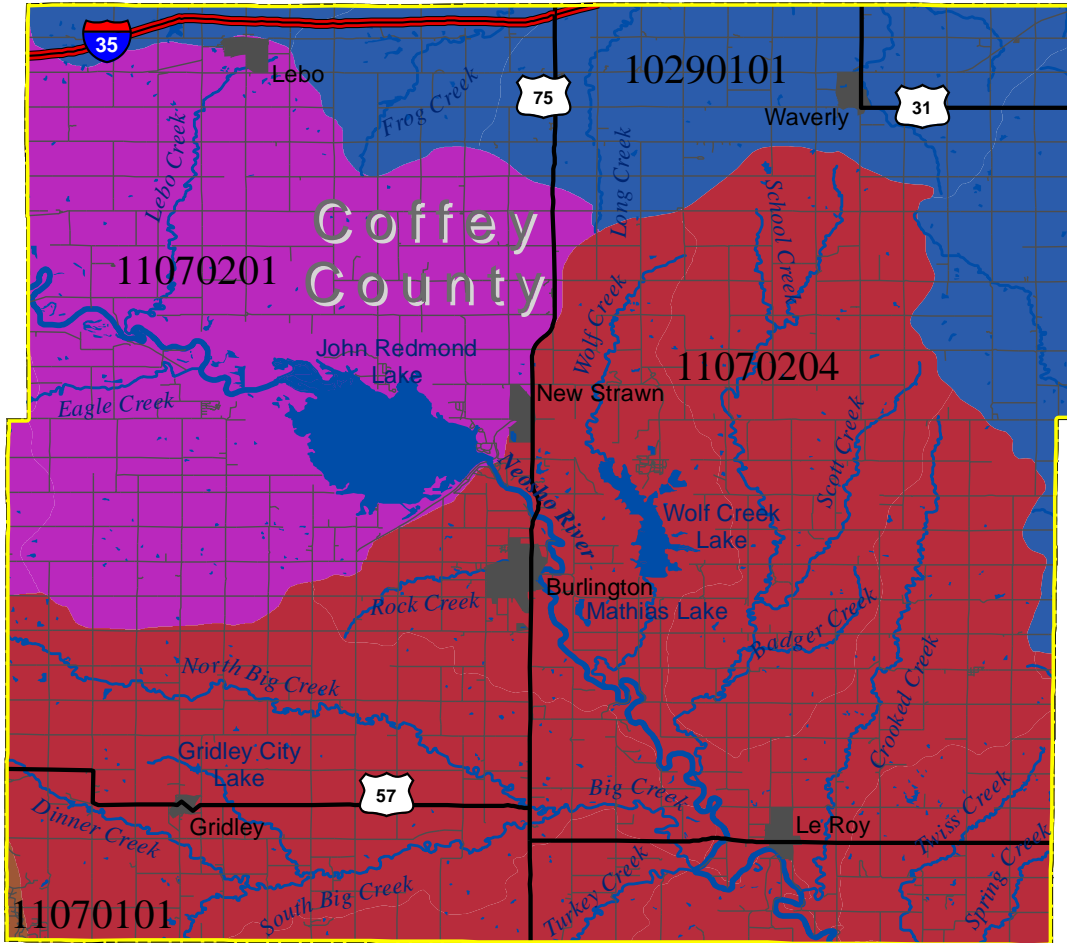 35
Lebo
Frog Creek
75
10290101
Waverly
31
Lebo Creek
Long Creek
School Creek
Coffey
County
11070201
Wolf Creek
John Redmond
Lake
11070204
Eagle Creek
New Strawn
Scott Creek
Neosho River
Wolf Creek
Lake
Rock Creek
Burlington
Mathias Lake
Badger Creek
North Big Creek
Crooked Creek
Gridley City
Lake
57
Big Creek
Dinner Creek
Gridley
Le Roy
Twiss Creek
South Big Creek
Turkey Creek
Spring Creek
11070101